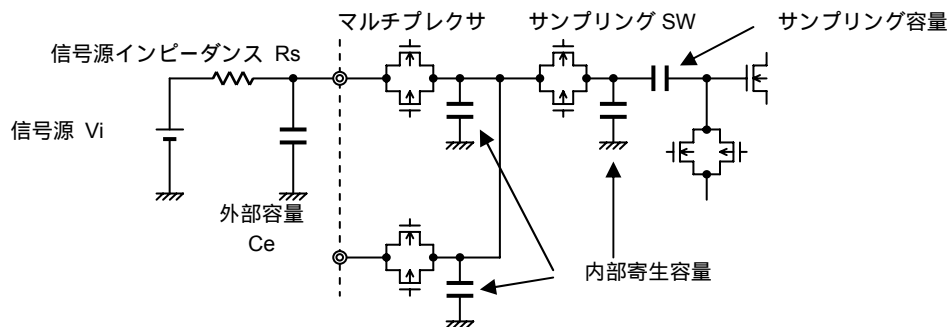 マルチプレクサ
サンプリング SW
サンプリング容量
信号源インピーダンス Rs
信号源 Vi
外部容量
Ce
内部寄生容量